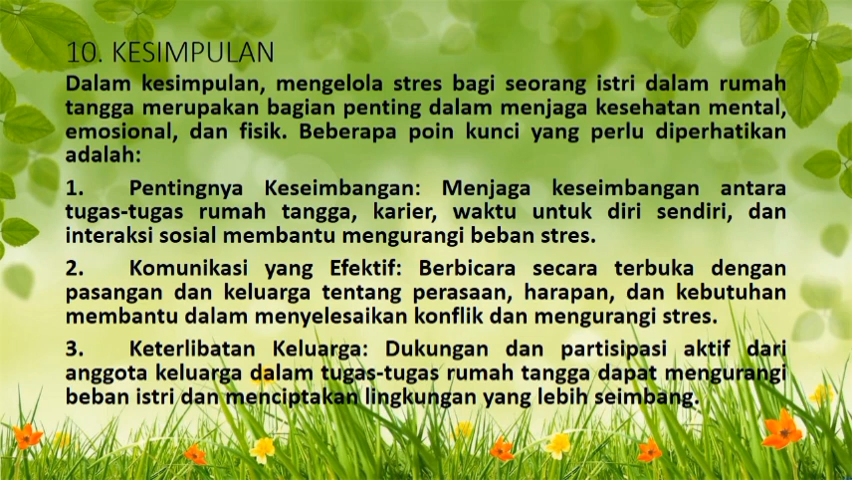 10. KESIMPULAN
Dalam kesimpulan, mengelola stres bagi seorang istri dalam rumah
tangga merupakan bagian penting dalam menjaga kesehatan mental,
emosional, dan fisik. Beberapa poin kunci yang perlu diperhatikan
adalah:
1. Pentingnya Keseimbangan: Menjaga keseimbangan antara
tugas-tugas rumah tangga, karier, waktu untuk diri sendiri, dan
interaksi sosial membantu mengurangi beban stres.
2. Komunikasi yang Efektif: Berbicara secara terbuka dengan
pasangan dan keluarga tentang perasaan, harapan, dan kebutuhan
membantu dalam menyelesaikan konflik dan mengurangi stres.
3. Keterlibatan Keluarga: Dukungan dan partisipasi aktif dari
anggota keluarga dalam tugas-tugas rumah tangga dapat mengurangi
beban istri dan menciptakan lingkungan yang lebih seimbang.